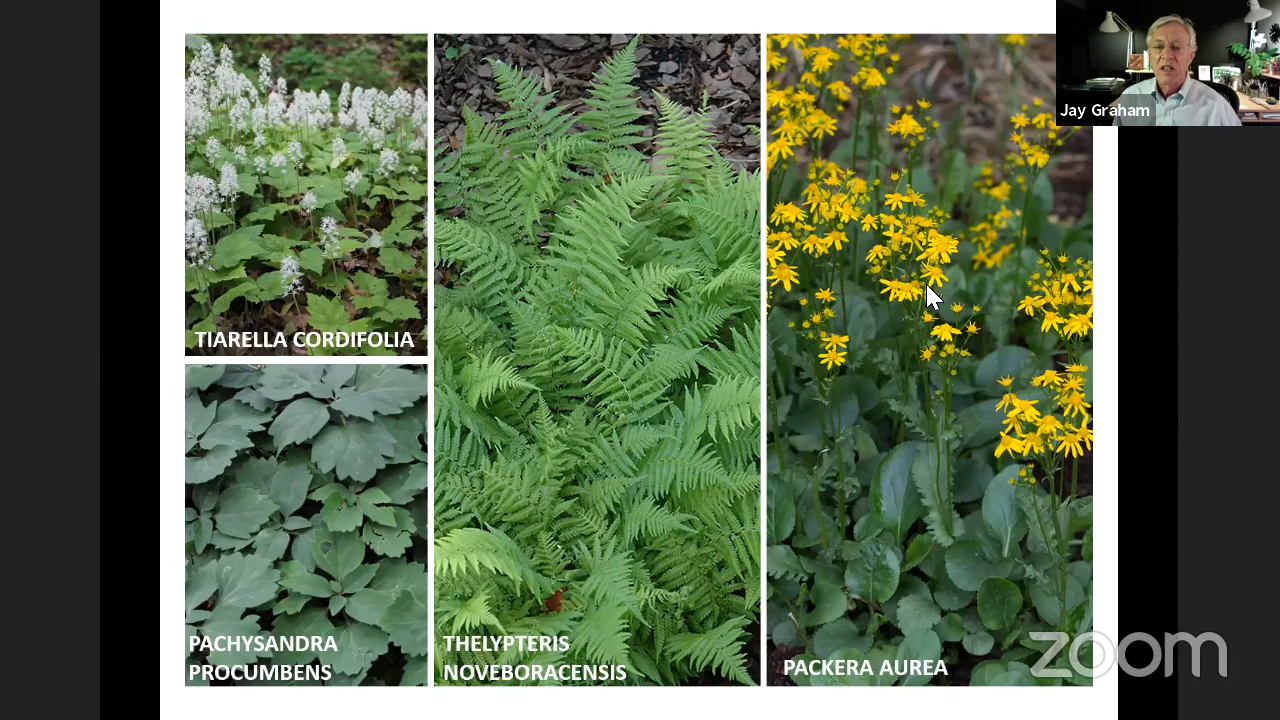 Jay Graham
TIARELLA CORDIFOLIA
PACHYSANDRA
PROCUMBENS
THELYPTERIS
NOVEBORACENSIS
PACKERA AUREA
zoom